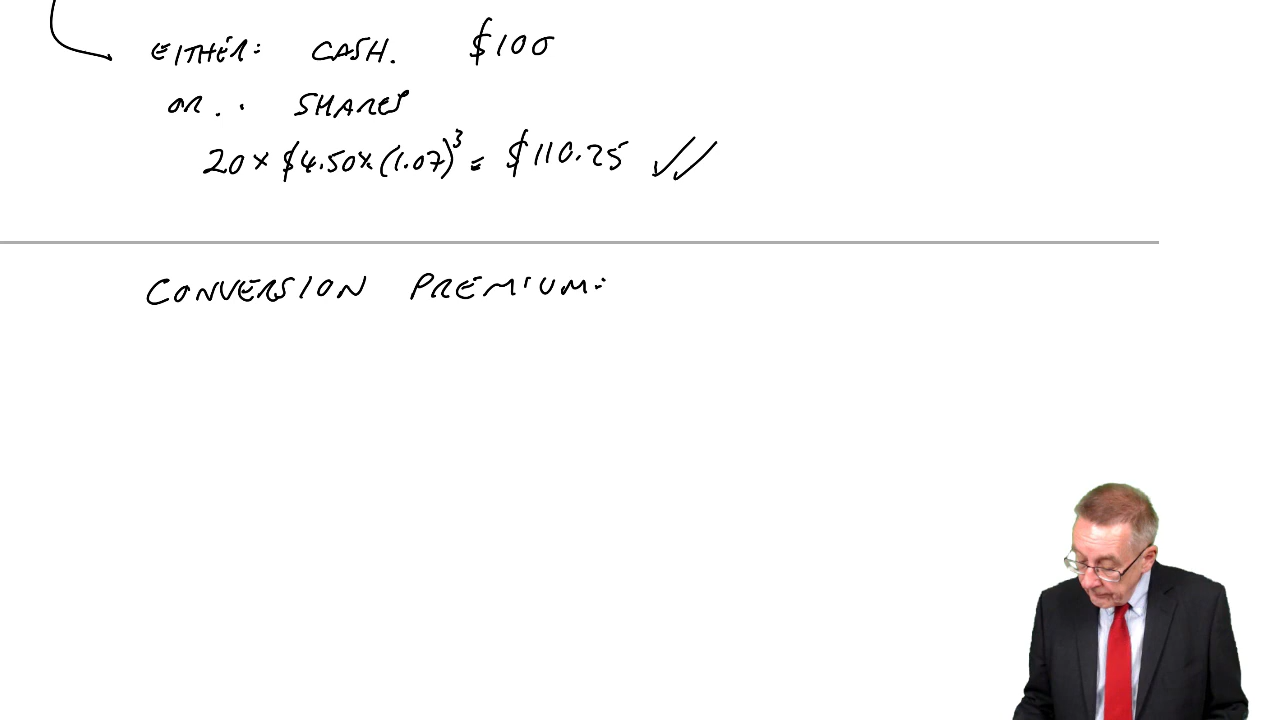 EITHER: CASH. $100
OR.. SHARES
20 x $4.50 x (1.07)³ = $110.25 ✓✓
CONVERSION PREMIUM: